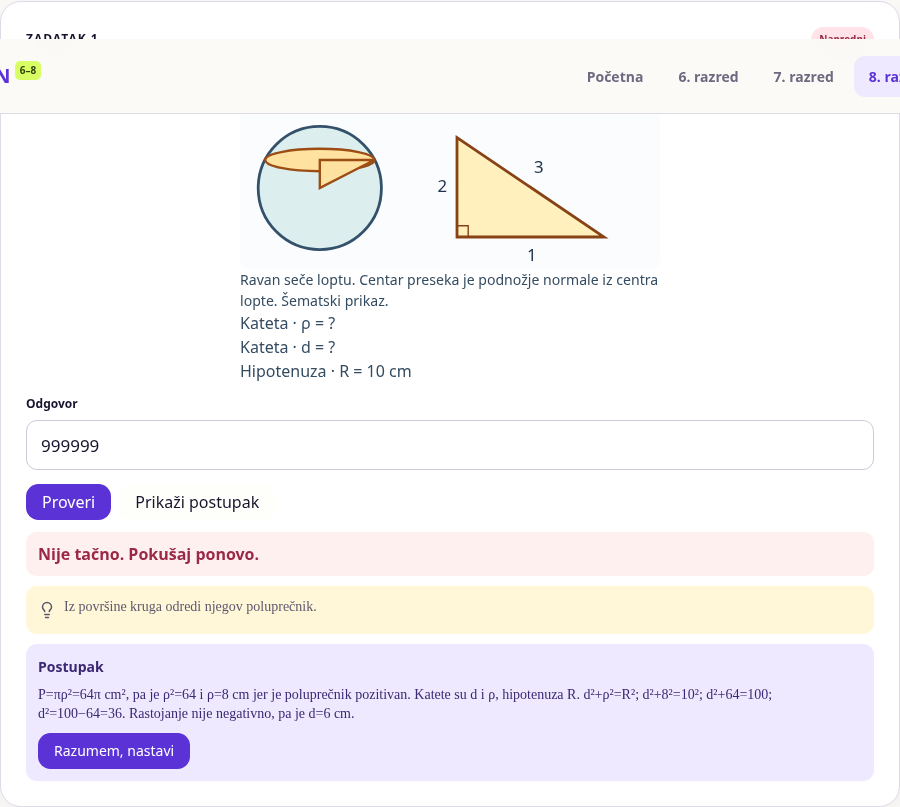 ZADATAK 1
Napredni
N 6–8
Početna
6. razred
7. razred
8. ra
2
3
1
Ravan seče loptu. Centar preseka je podnožje normale iz centra
lopte. Šematski prikaz.
Kateta · ρ = ?
Kateta · d = ?
Hipotenuza · R = 10 cm
Odgovor
999999
Proveri
Prikaži postupak
Nije tačno. Pokušaj ponovo.
Iz površine kruga odredi njegov poluprečnik.
Postupak
P=πρ²=64π cm², pa je ρ²=64 i ρ=8 cm jer je poluprečnik pozitivan. Katete su d i ρ, hipotenuza R. d²+ρ²=R²; d²+8²=10²; d²+64=100;
d²=100−64=36. Rastojanje nije negativno, pa je d=6 cm.
Razumem, nastavi